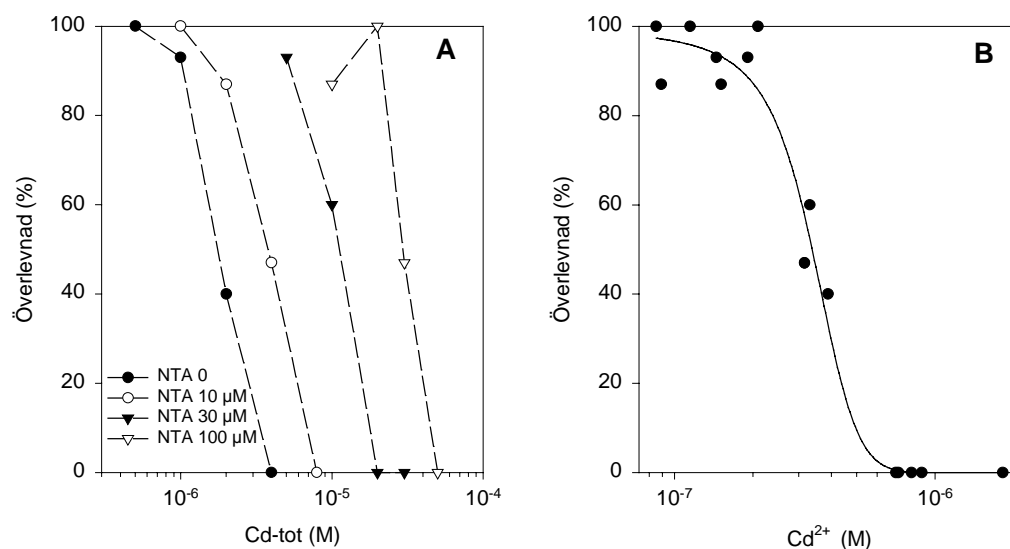 A
B
100
80
60
40
20
0
Överlevnad (%)
NTA 0
NTA 10 µM
NTA 30 µM
NTA 100 µM
10-6
10-5
10-4
Cd-tot (M)
100
80
60
40
20
0
Överlevnad (%)
10-7
10-6
Cd2+ (M)